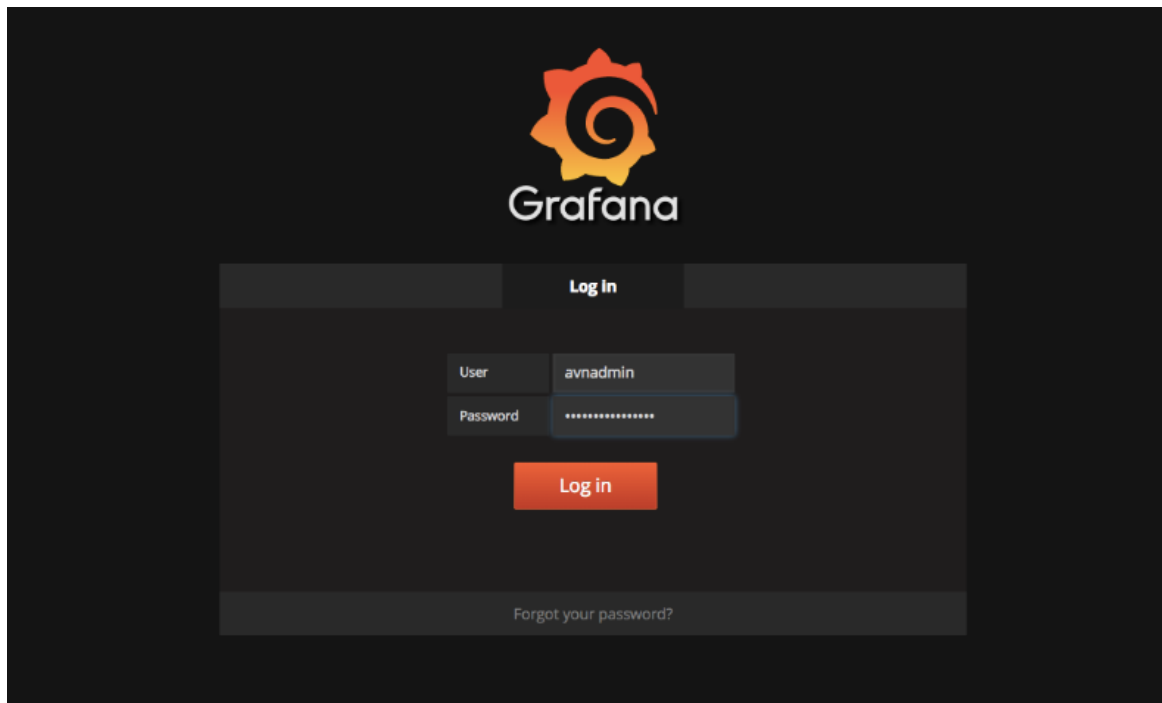 Grafana
Log in
User avnadmin
Password ••••••••••••••••
Log in
Forgot your password?